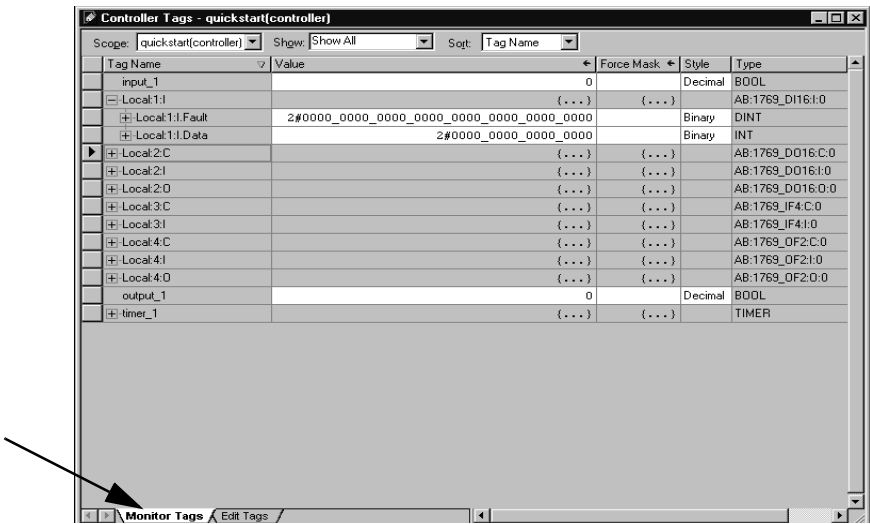 Controller Tags - quickstart(controller)
Scope: quickstart(controller) Show: Show All Sort: Tag Name
Tag Name Value Force Mask Style Type
input_1 0 Decimal BOOL
Local:1:I {...} {...} AB:1769_DI16:I:0
Local:1:I.Fault 2#0000_0000_0000_0000_0000_0000_0000_0000 Binary DINT
Local:1:I.Data 2#0000_0000_0000_0000 Binary INT
Local:2:C {...} {...} AB:1769_DO16:C:0
Local:2:I {...} {...} AB:1769_DO16:I:0
Local:2:O {...} {...} AB:1769_DO16:O:0
Local:3:C {...} {...} AB:1769_IF4:C:0
Local:3:I {...} {...} AB:1769_IF4:I:0
Local:4:C {...} {...} AB:1769_OF2:C:0
Local:4:I {...} {...} AB:1769_OF2:I:0
Local:4:O {...} {...} AB:1769_OF2:O:0
output_1 0 Decimal BOOL
timer_1 {...} {...} TIMER
Monitor Tags Edit Tags